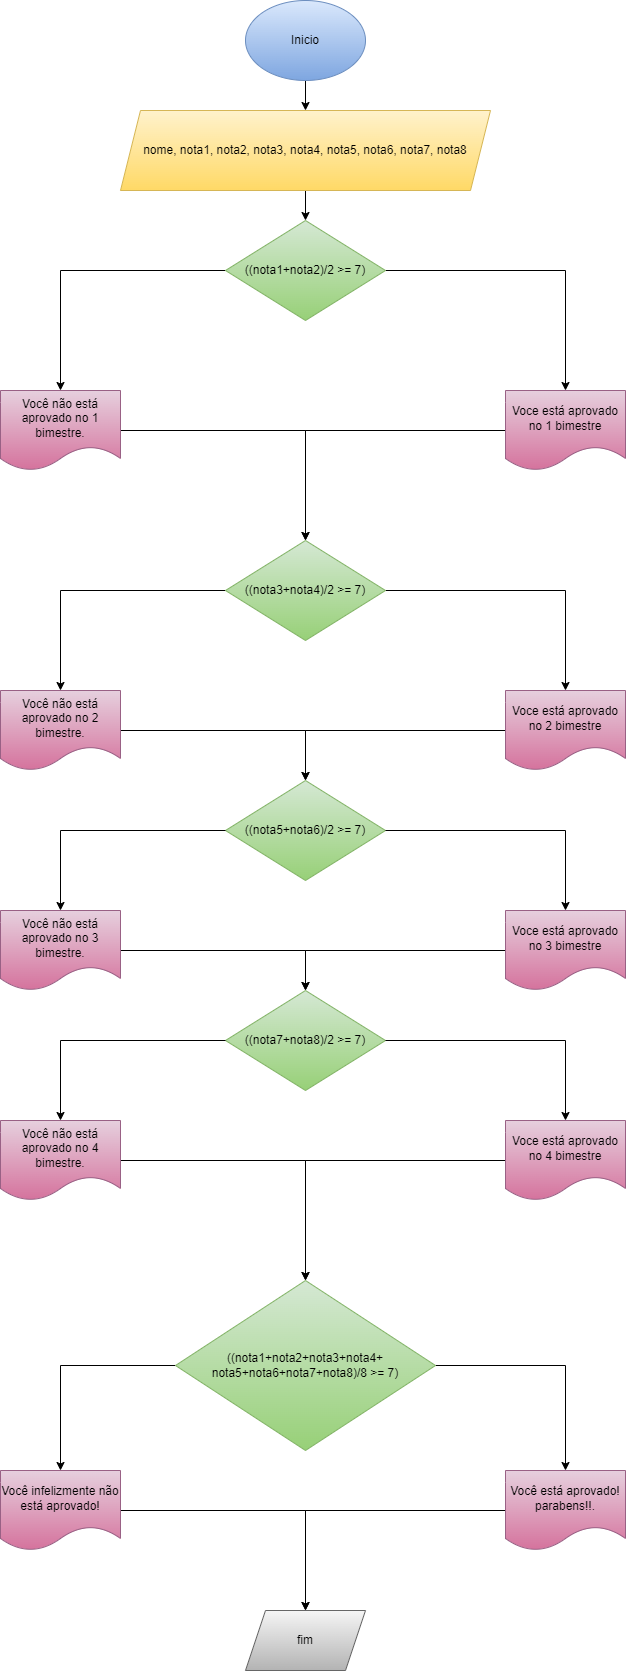 Inicio
nome, nota1, nota2, nota3, nota4, nota5, nota6, nota7, nota8
((nota1+nota2)/2 >= 7)
Você não está
aprovado no 1
bimestre.
Voce está aprovado
no 1 bimestre
((nota3+nota4)/2 >= 7)
Você não está
aprovado no 2
bimestre.
Voce está aprovado
no 2 bimestre
((nota5+nota6)/2 >= 7)
Você não está
aprovado no 3
bimestre.
Voce está aprovado
no 3 bimestre
((nota7+nota8)/2 >= 7)
Você não está
aprovado no 4
bimestre.
Voce está aprovado
no 4 bimestre
((nota1+nota2+nota3+nota4+
nota5+nota6+nota7+nota8)/8 >= 7)
Você infelizmente não
está aprovado!
Você está aprovado!
parabens!!.
fim